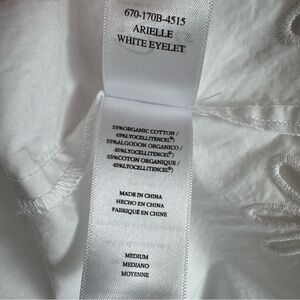 670-170B-4515
ARIELLE
WHITE EYELET
55%ORGANIC COTTON /
45%LYOCELL(TENCEL®)
55%ALGODON ORGANICO /
45%LYOCELL(TENCEL®)
55%COTON ORGANIQUE /
45%LYOCELL(TENCEL®)
MADE IN CHINA
HECHO EN CHINA
FABRIQUÉ EN CHINE
MEDIUM
MEDIANO
MOYENNE